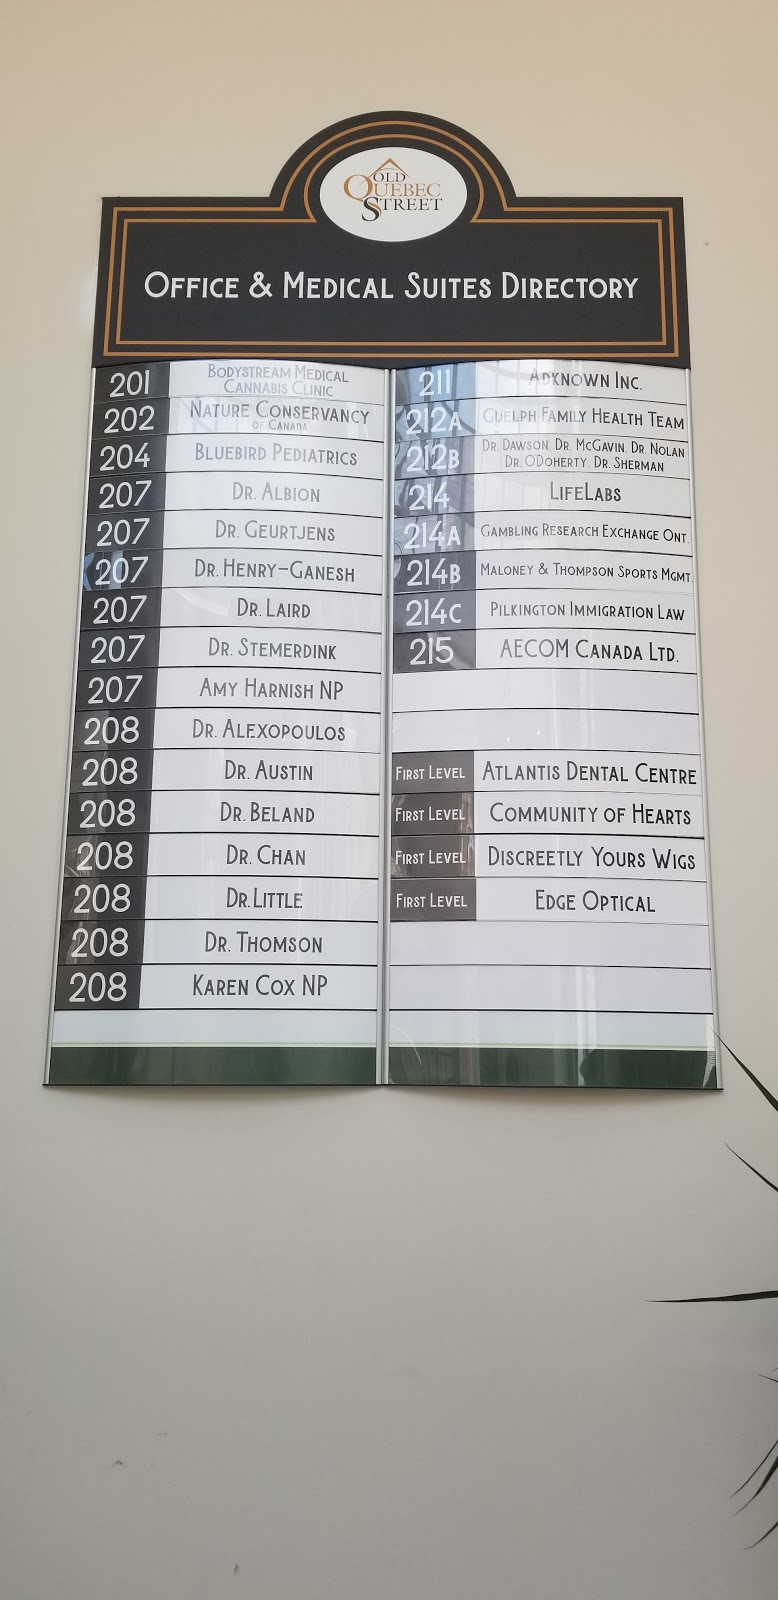 OLD
QUEBEC
STREET
OFFICE & MEDICAL SUITES DIRECTORY
201 BODYSTREAM MEDICAL
CANNABIS CLINIC
202 NATURE CONSERVANCY
OF CANADA
204 BLUEBIRD PEDIATRICS
207 DR. ALBION
207 DR. GEURTJENS
207 DR. HENRY-GANESH
207 DR. LAIRD
207 DR. STEMERDINK
207 AMY HARNISH NP
208 DR. ALEXOPOULOS
208 DR. AUSTIN
208 DR. BELAND
208 DR. CHAN
208 DR. LITTLE
208 DR. THOMSON
208 KAREN COX NP
211 ADKNOWN INC.
212A GUELPH FAMILY HEALTH TEAM
212B DR. DAWSON, DR. MCGAVIN, DR. NOLAN
DR. O'DOHERTY, DR. SHERMAN
214 LIFELABS
214A GAMBLING RESEARCH EXCHANGE ONT.
214B MALONEY & THOMPSON SPORTS MGMT.
214C PILKINGTON IMMIGRATION LAW
215 AECOM CANADA LTD.
FIRST LEVEL ATLANTIS DENTAL CENTRE
FIRST LEVEL COMMUNITY OF HEARTS
FIRST LEVEL DISCREETLY YOURS WIGS
FIRST LEVEL EDGE OPTICAL